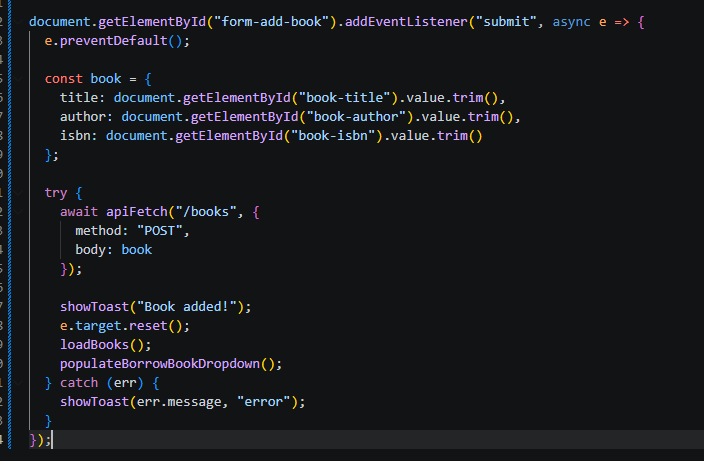 document.getElementById("form-add-book").addEventListener("submit", async e => {
  e.preventDefault();

  const book = {
    title: document.getElementById("book-title").value.trim(),
    author: document.getElementById("book-author").value.trim(),
    isbn: document.getElementById("book-isbn").value.trim()
  };

  try {
    await apiFetch("/books", {
      method: "POST",
      body: book
    });

    showToast("Book added!");
    e.target.reset();
    loadBooks();
    populateBorrowBookDropdown();
  } catch (err) {
    showToast(err.message, "error");
  }
});